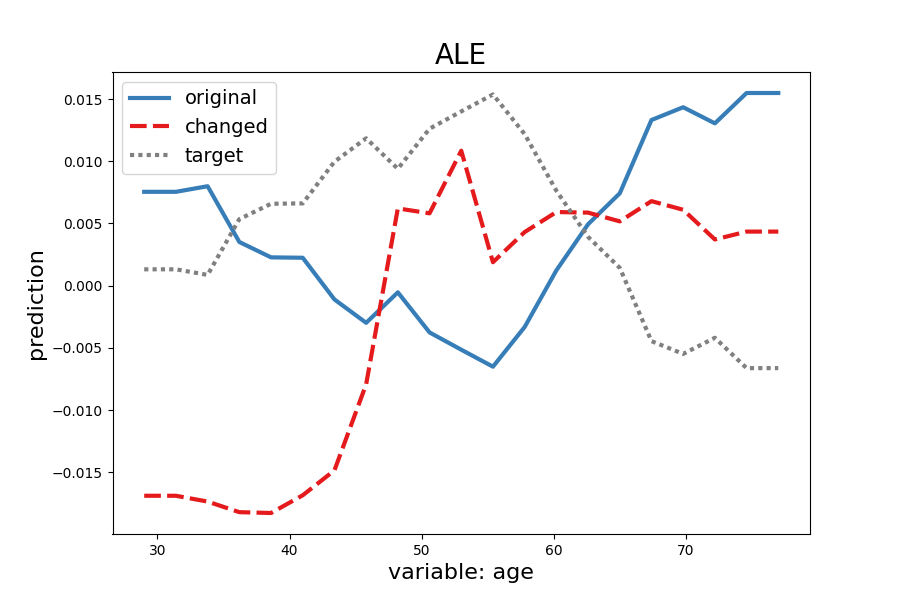 ALE
original
changed
target
0.015
0.010
0.005
0.000
−0.005
−0.010
−0.015
prediction
30 40 50 60 70
variable: age